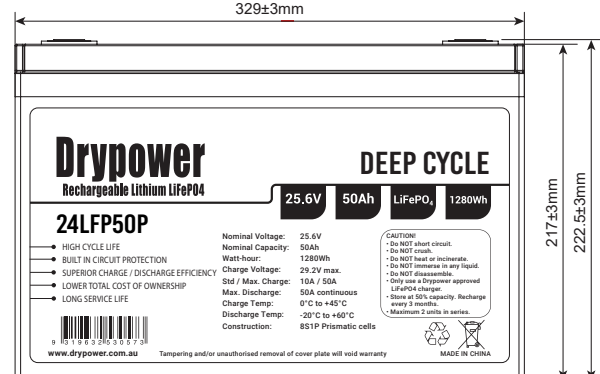 329±3mm
Drypower
Rechargeable Lithium LiFePO4
DEEP CYCLE
25.6V 50Ah LiFePO₄ 1280Wh
24LFP50P
HIGH CYCLE LIFE
BUILT IN CIRCUIT PROTECTION
SUPERIOR CHARGE / DISCHARGE EFFICIENCY
LOWER TOTAL COST OF OWNERSHIP
LONG SERVICE LIFE
Nominal Voltage: 25.6V
Nominal Capacity: 50Ah
Watt-hour: 1280Wh
Charge Voltage: 29.2V max.
Std / Max. Charge: 10A / 50A
Max. Discharge: 50A continuous
Charge Temp: 0°C to +45°C
Discharge Temp: -20°C to +60°C
Construction: 8S1P Prismatic cells
CAUTION!
• Do NOT short circuit.
• Do NOT crush.
• Do NOT heat or incinerate.
• Do NOT immerse in any liquid.
• Do NOT disassemble.
• Only use a Drypower approved
LiFePO4 charger.
• Store at 50% capacity. Recharge
every 3 months.
• Maximum 2 units in series.
9 319632 530573
www.drypower.com.au
Tampering and/or unauthorised removal of cover plate will void warranty
MADE IN CHINA
217±3mm
222.5±3mm